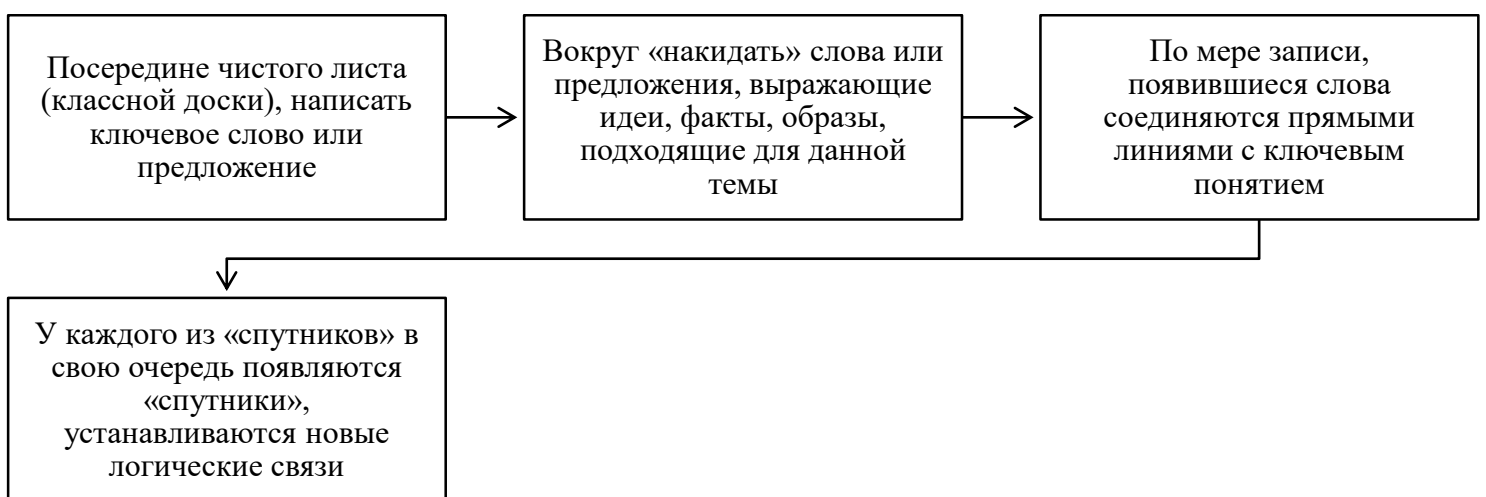 Посередине чистого листа
(классной доски), написать
ключевое слово или
предложение
Вокруг «накидать» слова или
предложения, выражающие
идеи, факты, образы,
подходящие для данной
темы
По мере записи,
появившиеся слова
соединяются прямыми
линиями с ключевым
понятием
У каждого из «спутников» в
свою очередь появляются
«спутники»,
устанавливаются новые
логические связи